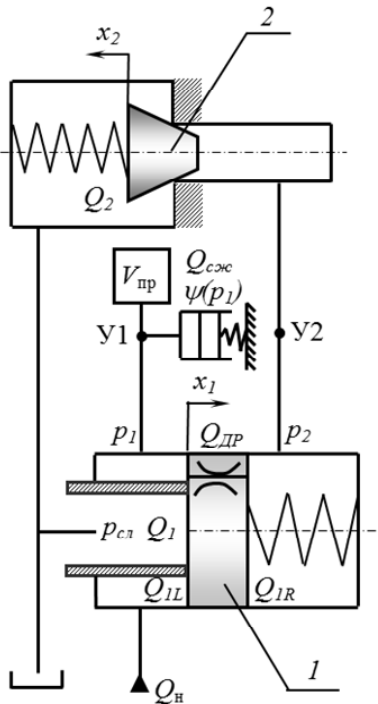 x₂
2
Q₂
Vпр
Qсж
ψ(p₁)
У1
У2
x₁
p₁
QДР
p₂
pсл
Q₁
Q₁L
Q₁R
1
Qн